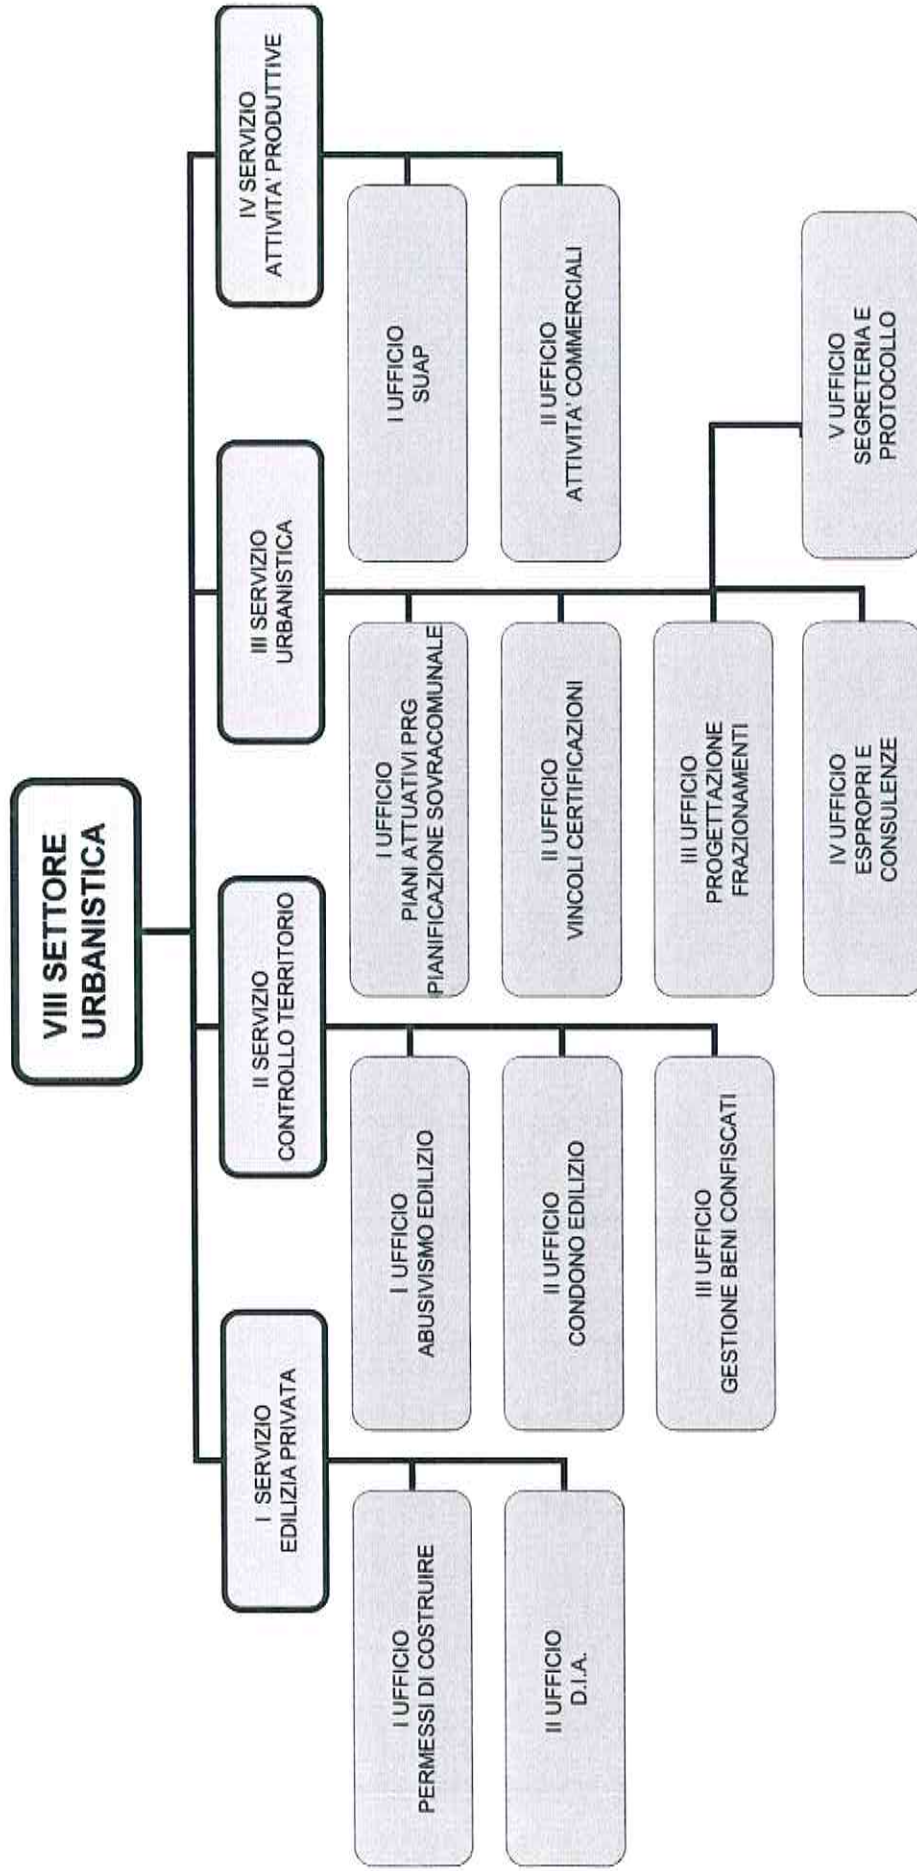 VIII SETTORE
URBANISTICA
I SERVIZIO
EDILIZIA PRIVATA
I UFFICIO
PERMESSI DI COSTRUIRE
II UFFICIO
D.I.A.
II SERVIZIO
CONTROLLO TERRITORIO
I UFFICIO
ABUSIVISMO EDILIZIO
II UFFICIO
CONDONO EDILIZIO
III UFFICIO
GESTIONE BENI CONFISCATI
III SERVIZIO
URBANISTICA
I UFFICIO
PIANI ATTUATIVI PRG
PIANIFICAZIONE SOVRACOMUNALE
II UFFICIO
VINCOLI CERTIFICAZIONI
III UFFICIO
PROGETTAZIONE
FRAZIONAMENTI
IV UFFICIO
ESPROPRI E
CONSULENZE
V UFFICIO
SEGRETERIA E
PROTOCOLLO
IV SERVIZIO
ATTIVITA' PRODUTTIVE
I UFFICIO
SUAP
II UFFICIO
ATTIVITA' COMMERCIALI